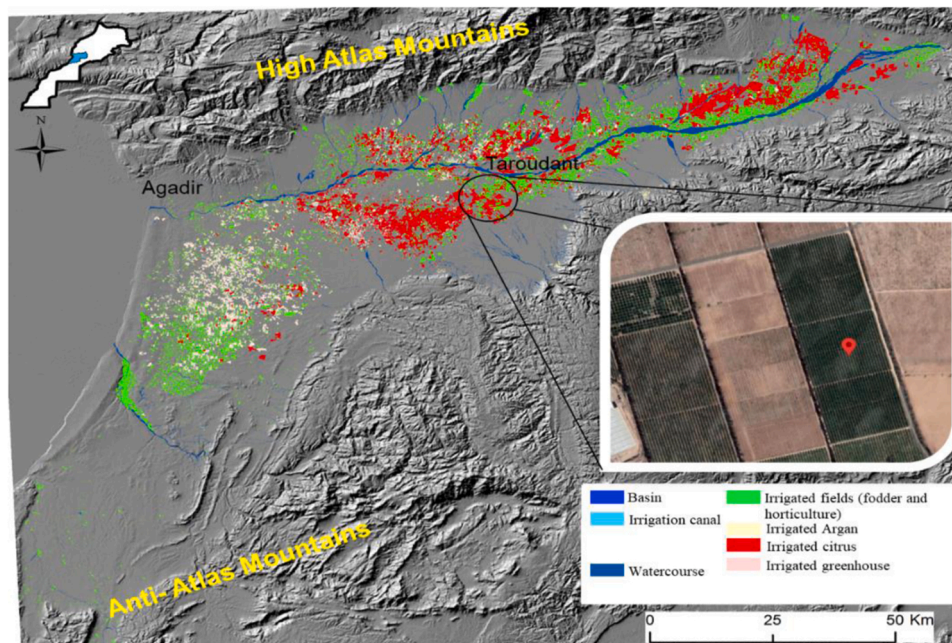 High Atlas Mountains
N
Taroudant
Agadir
Anti- Atlas Mountains
Basin
Irrigation canal
Watercourse
Irrigated fields (fodder and
horticulture)
Irrigated Argan
Irrigated citrus
Irrigated greenhouse
0 25 50 Km